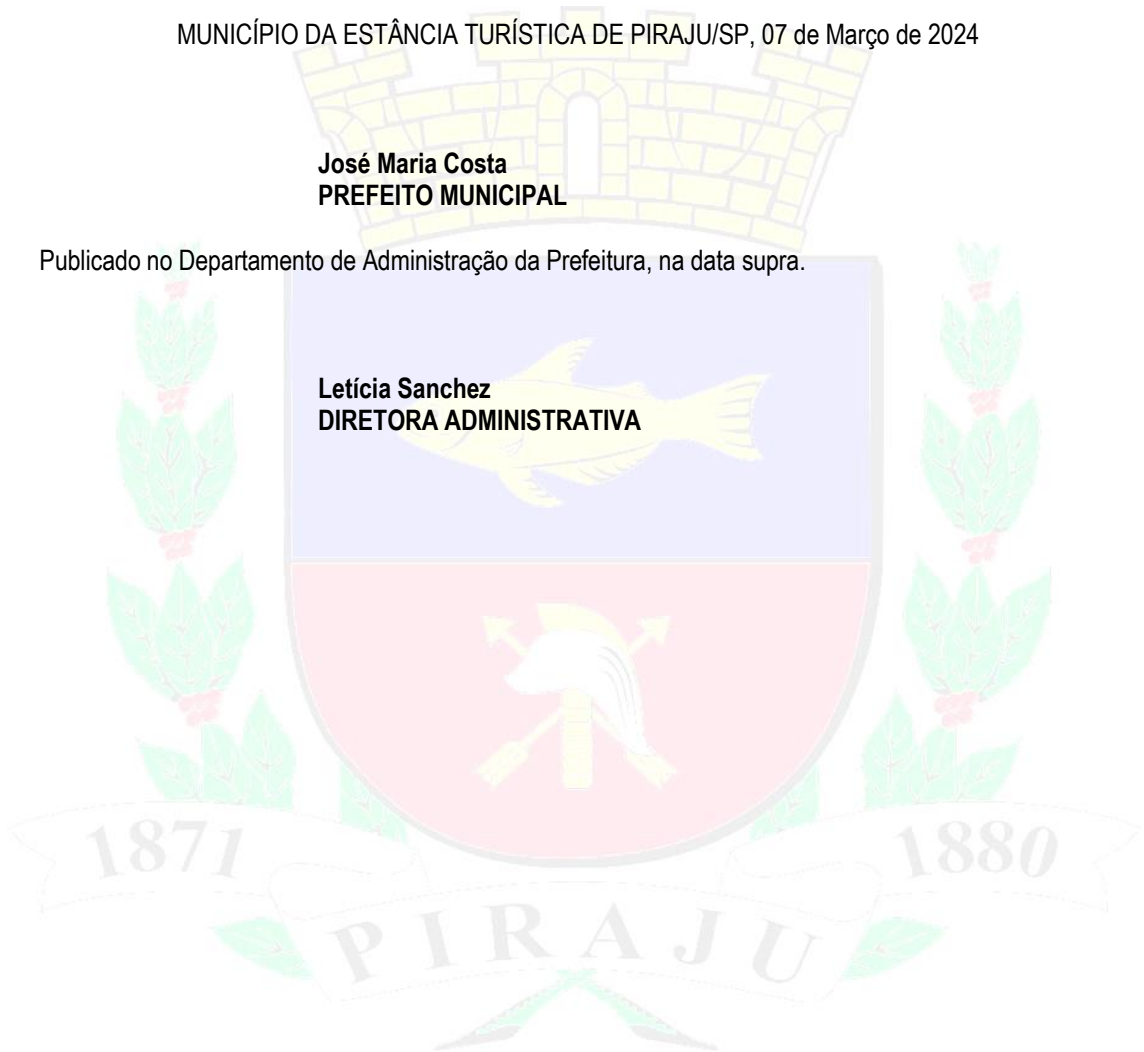 MUNICÍPIO DA ESTÂNCIA TURÍSTICA DE PIRAJU/SP, 07 de Março de 2024
José Maria Costa
PREFEITO MUNICIPAL
Publicado no Departamento de Administração da Prefeitura, na data supra.
Letícia Sanchez
DIRETORA ADMINISTRATIVA
1871
1880
PIRAJU